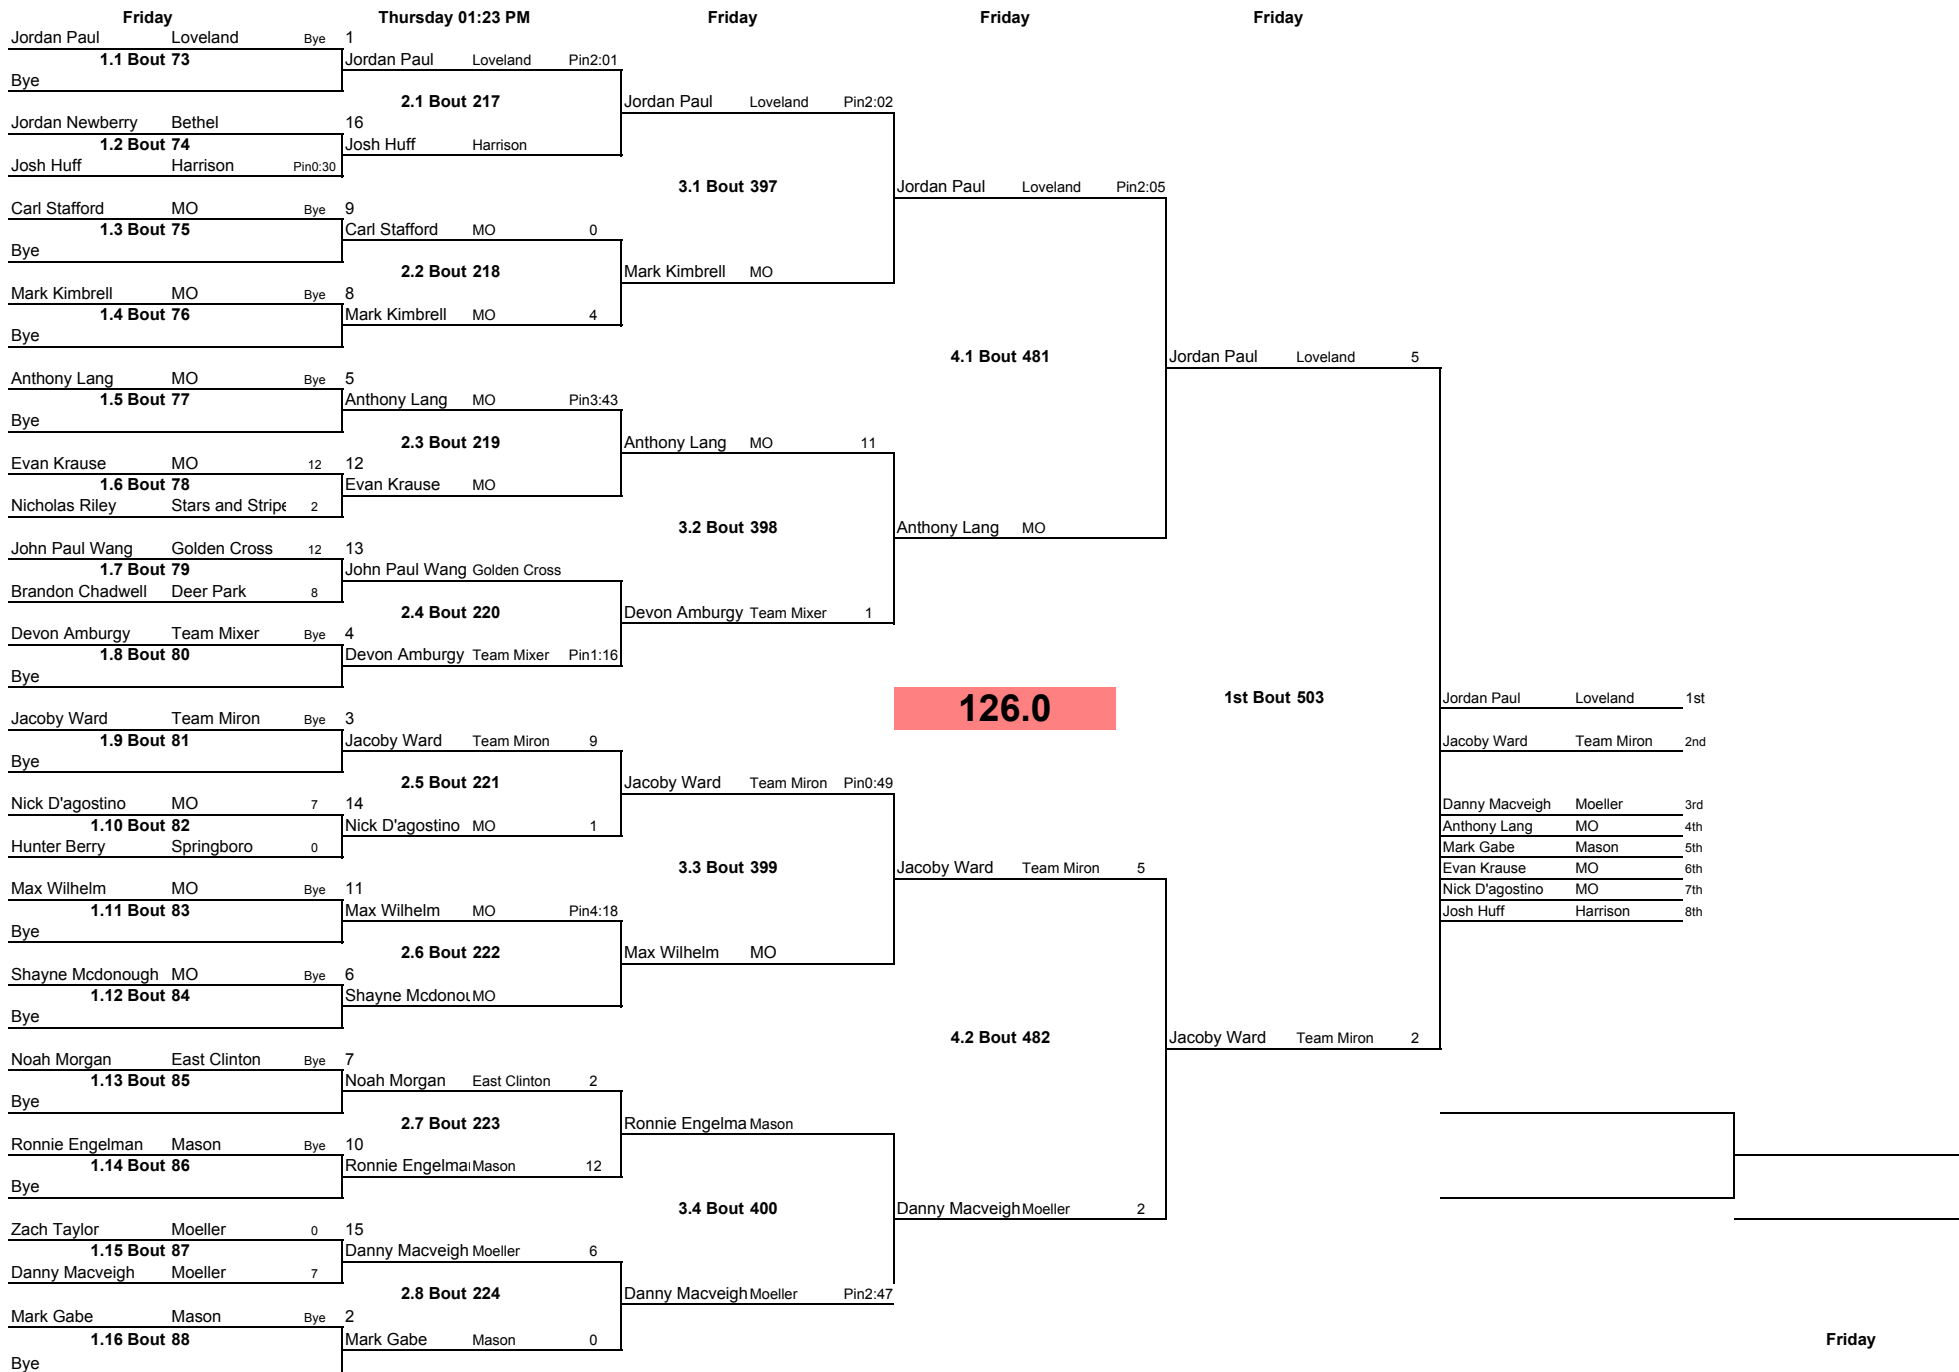 Friday Thursday 01:23 PM Friday Friday Friday
Jordan Paul Loveland Bye 1
1.1 Bout 73
Jordan Paul Loveland Pin2:01
Bye
2.1 Bout 217
Jordan Paul Loveland Pin2:02
Jordan Newberry Bethel 16
1.2 Bout 74
Josh Huff Harrison
Josh Huff Harrison Pin0:30
3.1 Bout 397
Jordan Paul Loveland Pin2:05
Carl Stafford MO Bye 9
1.3 Bout 75
Carl Stafford MO 0
Bye
2.2 Bout 218
Mark Kimbrell MO
Mark Kimbrell MO Bye 8
1.4 Bout 76
Mark Kimbrell MO 4
Bye
4.1 Bout 481
Jordan Paul Loveland 5
Anthony Lang MO Bye 5
1.5 Bout 77
Anthony Lang MO Pin3:43
Bye
2.3 Bout 219
Anthony Lang MO 11
Evan Krause MO 12 12
1.6 Bout 78
Evan Krause MO
Nicholas Riley Stars and Stripe 2
3.2 Bout 398
Anthony Lang MO
John Paul Wang Golden Cross 12 13
1.7 Bout 79
John Paul Wang Golden Cross
Brandon Chadwell Deer Park 8
2.4 Bout 220
Devon Amburgy Team Mixer 1
Devon Amburgy Team Mixer Bye 4
1.8 Bout 80
Devon Amburgy Team Mixer Pin1:16
Bye
126.0
1st Bout 503
Jordan Paul Loveland 1st
Jacoby Ward Team Miron Bye 3
1.9 Bout 81
Jacoby Ward Team Miron 9
Jacoby Ward Team Miron 2nd
Bye
2.5 Bout 221
Jacoby Ward Team Miron Pin0:49
Nick D'agostino MO 7 14
Danny Macveigh Moeller 3rd
1.10 Bout 82
Nick D'agostino MO 1
Anthony Lang MO 4th
Hunter Berry Springboro 0
Mark Gabe Mason 5th
3.3 Bout 399
Jacoby Ward Team Miron 5
Evan Krause MO 6th
Max Wilhelm MO Bye 11
Nick D'agostino MO 7th
1.11 Bout 83
Max Wilhelm MO Pin4:18
Josh Huff Harrison 8th
Bye
2.6 Bout 222
Max Wilhelm MO
Shayne Mcdonough MO Bye 6
1.12 Bout 84
Shayne Mcdonou MO
Bye
4.2 Bout 482
Jacoby Ward Team Miron 2
Noah Morgan East Clinton Bye 7
1.13 Bout 85
Noah Morgan East Clinton 2
Bye
2.7 Bout 223
Ronnie Engelma Mason
Ronnie Engelman Mason Bye 10
1.14 Bout 86
Ronnie Engelma Mason 12
Bye
3.4 Bout 400
Danny Macveigh Moeller 2
Zach Taylor Moeller 0 15
1.15 Bout 87
Danny Macveigh Moeller 6
Danny Macveigh Moeller 7
2.8 Bout 224
Danny Macveigh Moeller Pin2:47
Mark Gabe Mason Bye 2
1.16 Bout 88
Mark Gabe Mason 0
Friday
Bye